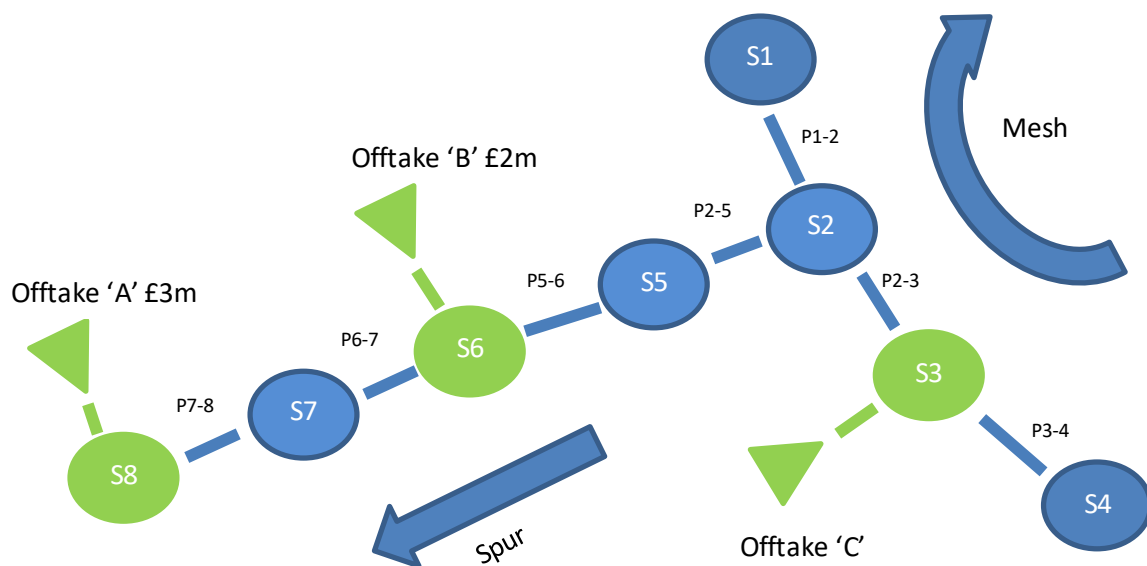 S1
Mesh
P1-2
Offtake ‘B’ £2m
P2-5
S2
S5
P5-6
P2-3
Offtake ‘A’ £3m
P6-7
S6
S3
P7-8
S7
P3-4
S8
S4
Spur
Offtake ‘C’